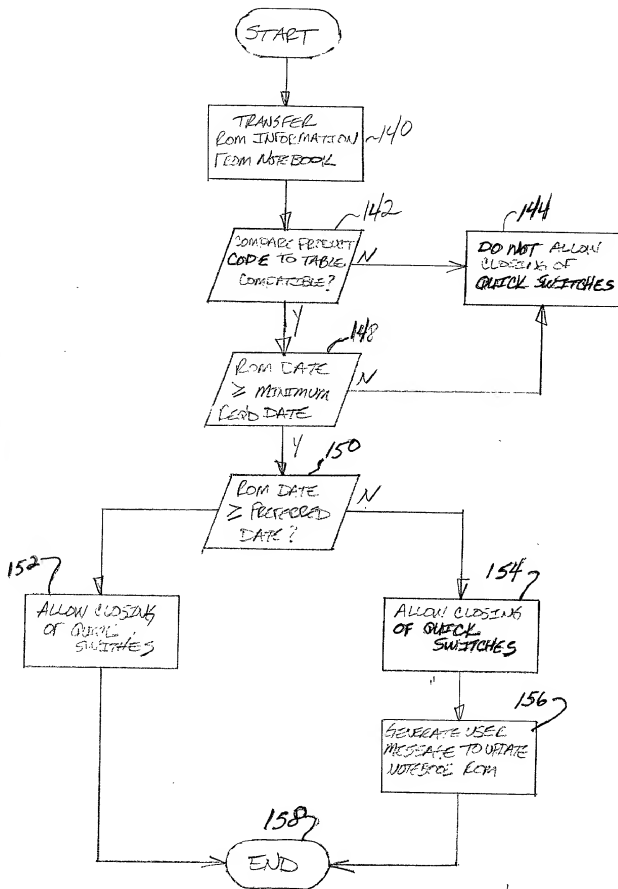 START
TRANSFER
ROM INFORMATION
FROM NOTEBOOK
140
142
COMPARE PRODUCT
CODE TO TABLE
COMPATIBLE?
N
144
DO NOT ALLOW
CLOSING OF
QUICK SWITCHES
Y
148
ROM DATE
≥ MINIMUM
REQ'D DATE
N
Y
150
ROM DATE
≥ PREFERRED
DATE?
N
152
ALLOW CLOSING
OF QUICK
SWITCHES
154
ALLOW CLOSING
OF QUICK
SWITCHES
156
GENERATE USER
MESSAGE TO UPDATE
NOTEBOOK ROM
158
END